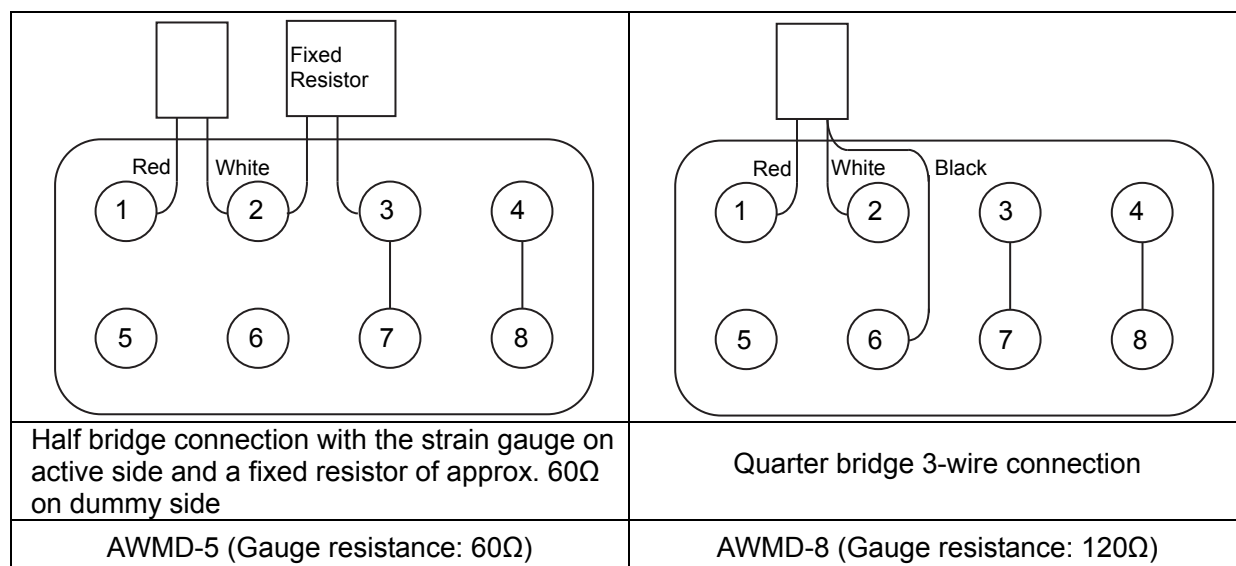 Fixed
Resistor
Red White
1 2 3 4
5 6 7 8
Half bridge connection with the strain gauge on
active side and a fixed resistor of approx. 60Ω
on dummy side
AWMD-5 (Gauge resistance: 60Ω)
Red White Black
1 2 3 4
5 6 7 8
Quarter bridge 3-wire connection
AWMD-8 (Gauge resistance: 120Ω)